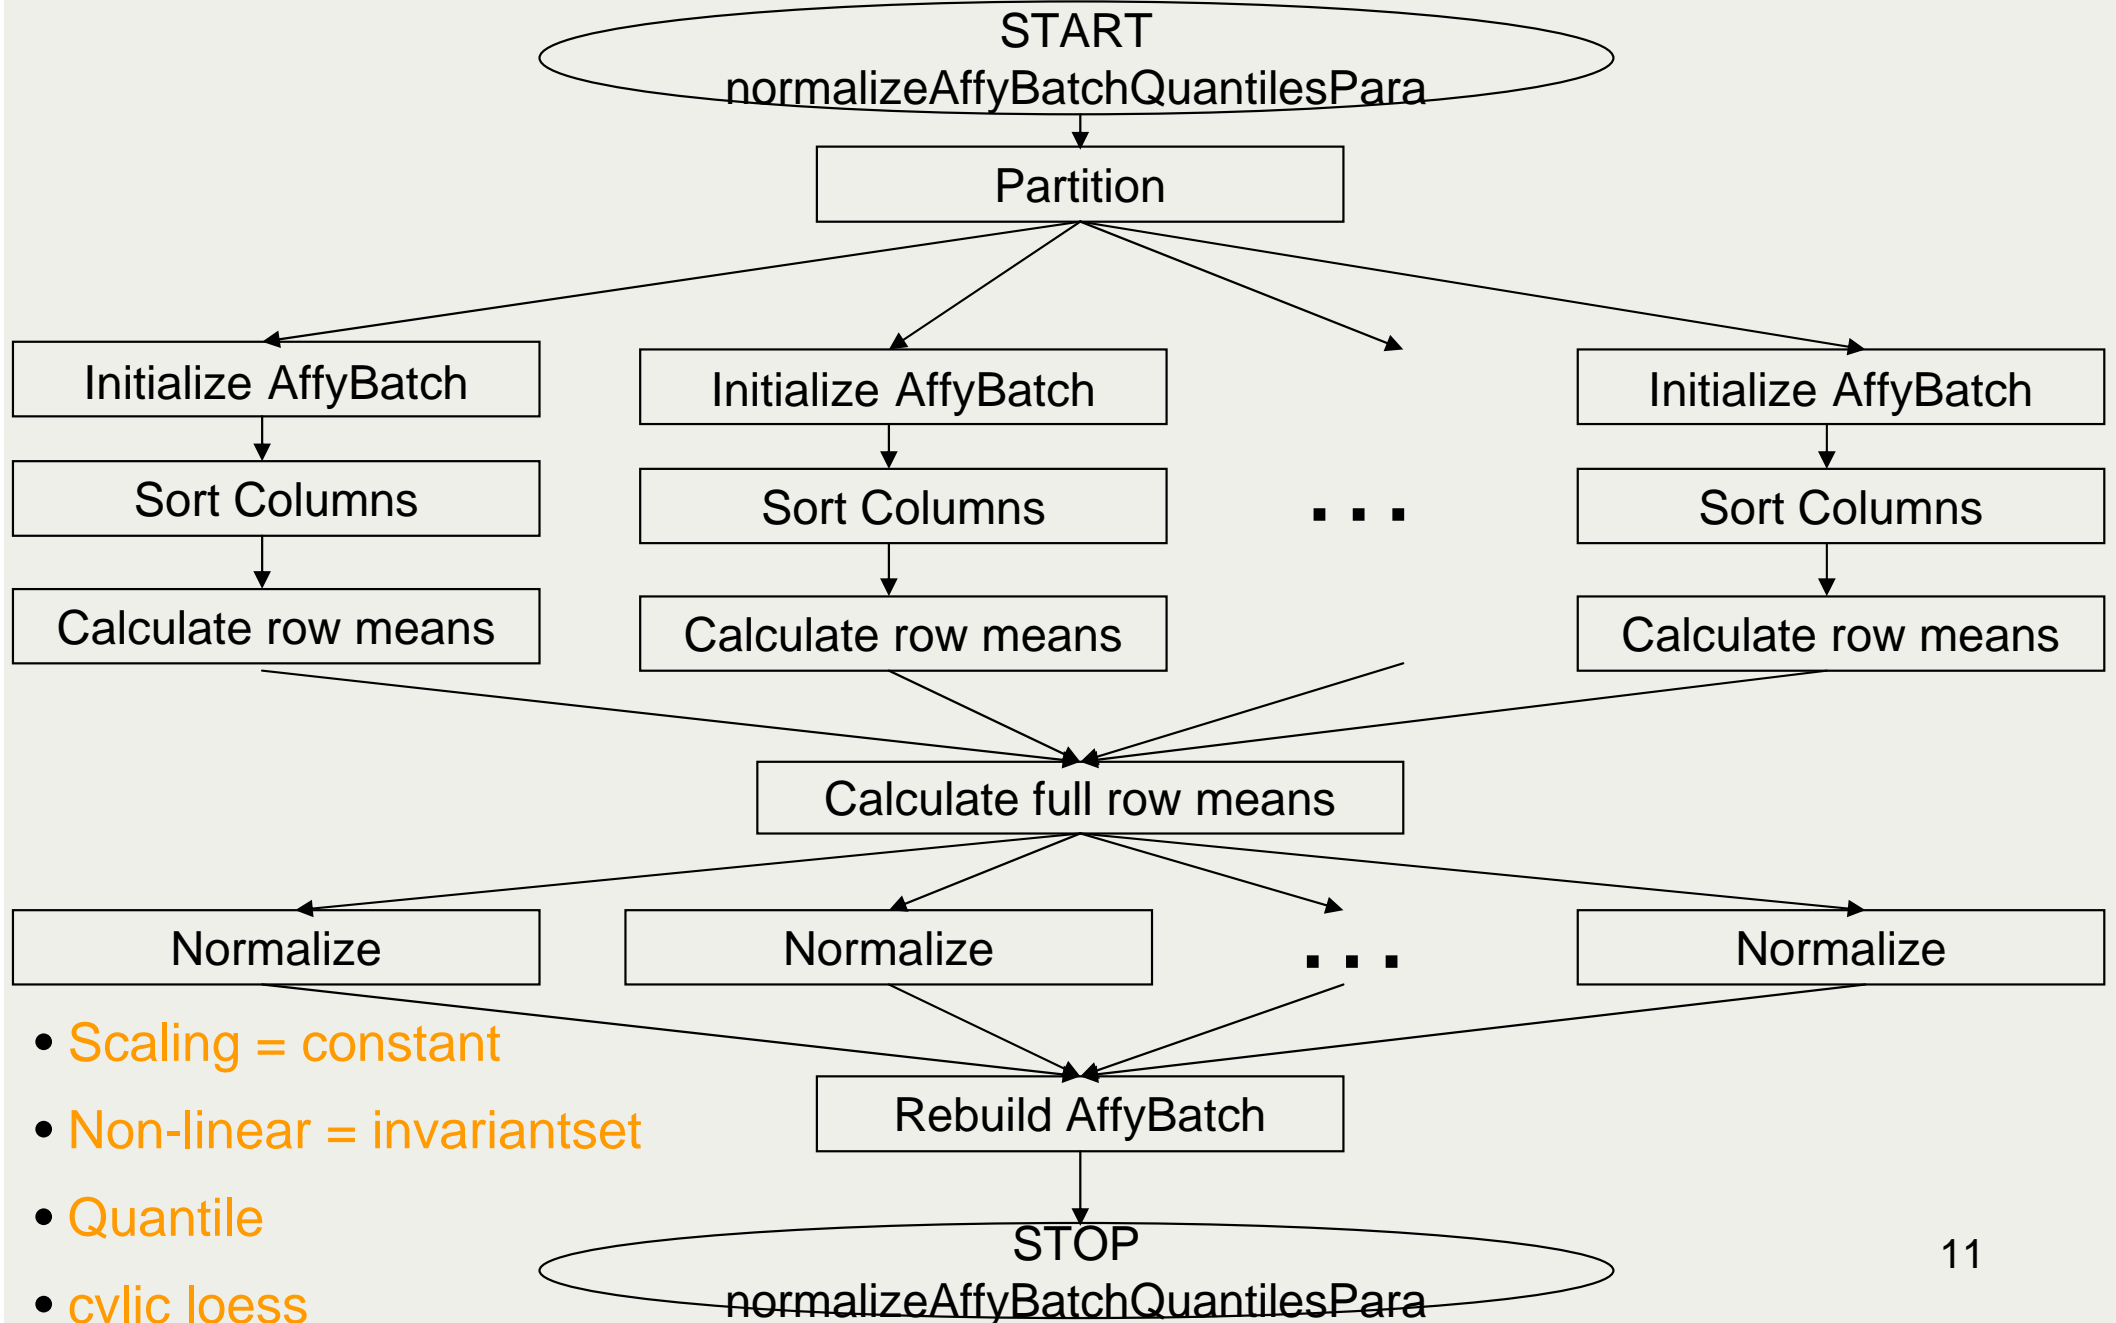 START
normalizeAffyBatchQuantilesPara
Partition
Initialize AffyBatch
Initialize AffyBatch
Initialize AffyBatch
Sort Columns
Sort Columns
. . .
Sort Columns
Calculate row means
Calculate row means
Calculate row means
Calculate full row means
Normalize
Normalize
. . .
Normalize
• Scaling = constant
• Non-linear = invariantset
• Quantile
• cylic loess
Rebuild AffyBatch
STOP
normalizeAffyBatchQuantilesPara
11